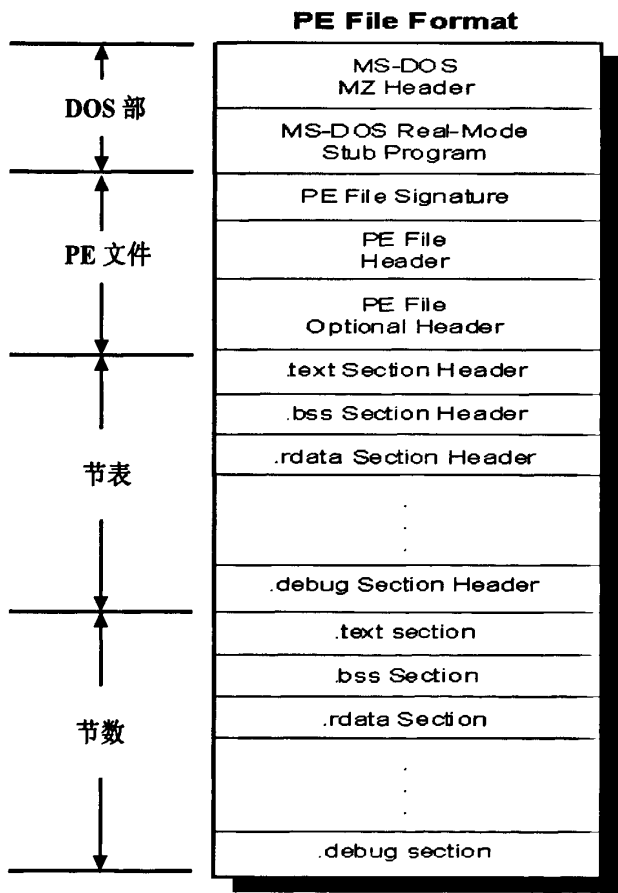 PE File Format
DOS 部
MS-DOS
MZ Header
MS-DOS Real-Mode
Stub Program
PE 文件
PE File Signature
PE File
Header
PE File
Optional Header
节表
.text Section Header
.bss Section Header
.rdata Section Header
.
.
.
.debug Section Header
节数
.text section
.bss Section
.rdata Section
.
.
.
.debug section